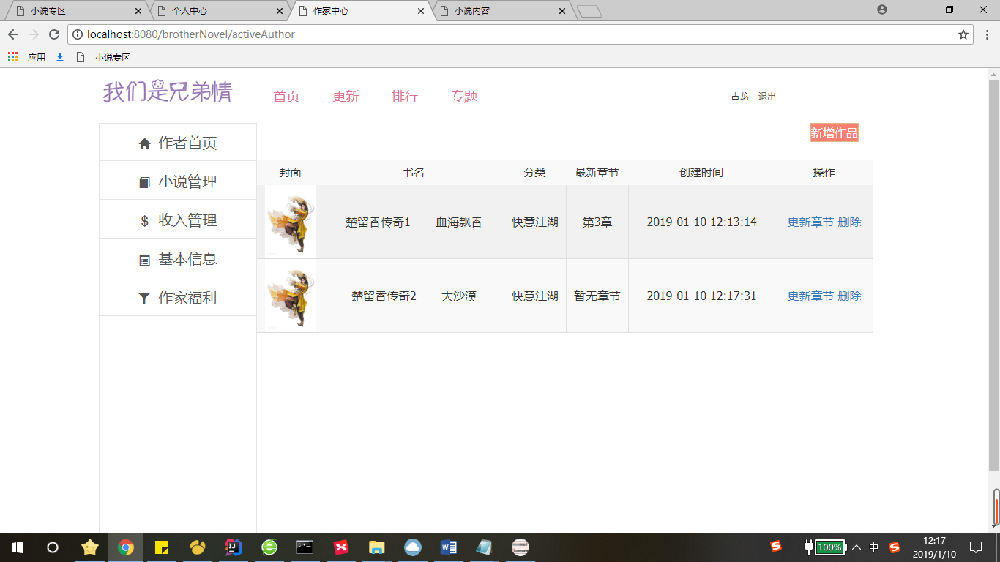 小说专区
个人中心
作家中心
小说内容
localhost:8080/brotherNovel/activeAuthor
应用
小说专区
我们是兄弟情
首页 更新 排行 专题
古龙 退出
作者首页
小说管理
收入管理
基本信息
作家福利
新增作品
封面 书名 分类 最新章节 创建时间 操作
楚留香传奇1 ——血海飘香 快意江湖 第3章 2019-01-10 12:13:14 更新章节 删除
楚留香传奇2 ——大沙漠 快意江湖 暂无章节 2019-01-10 12:17:31 更新章节 删除
100%
中
12:17
2019/1/10